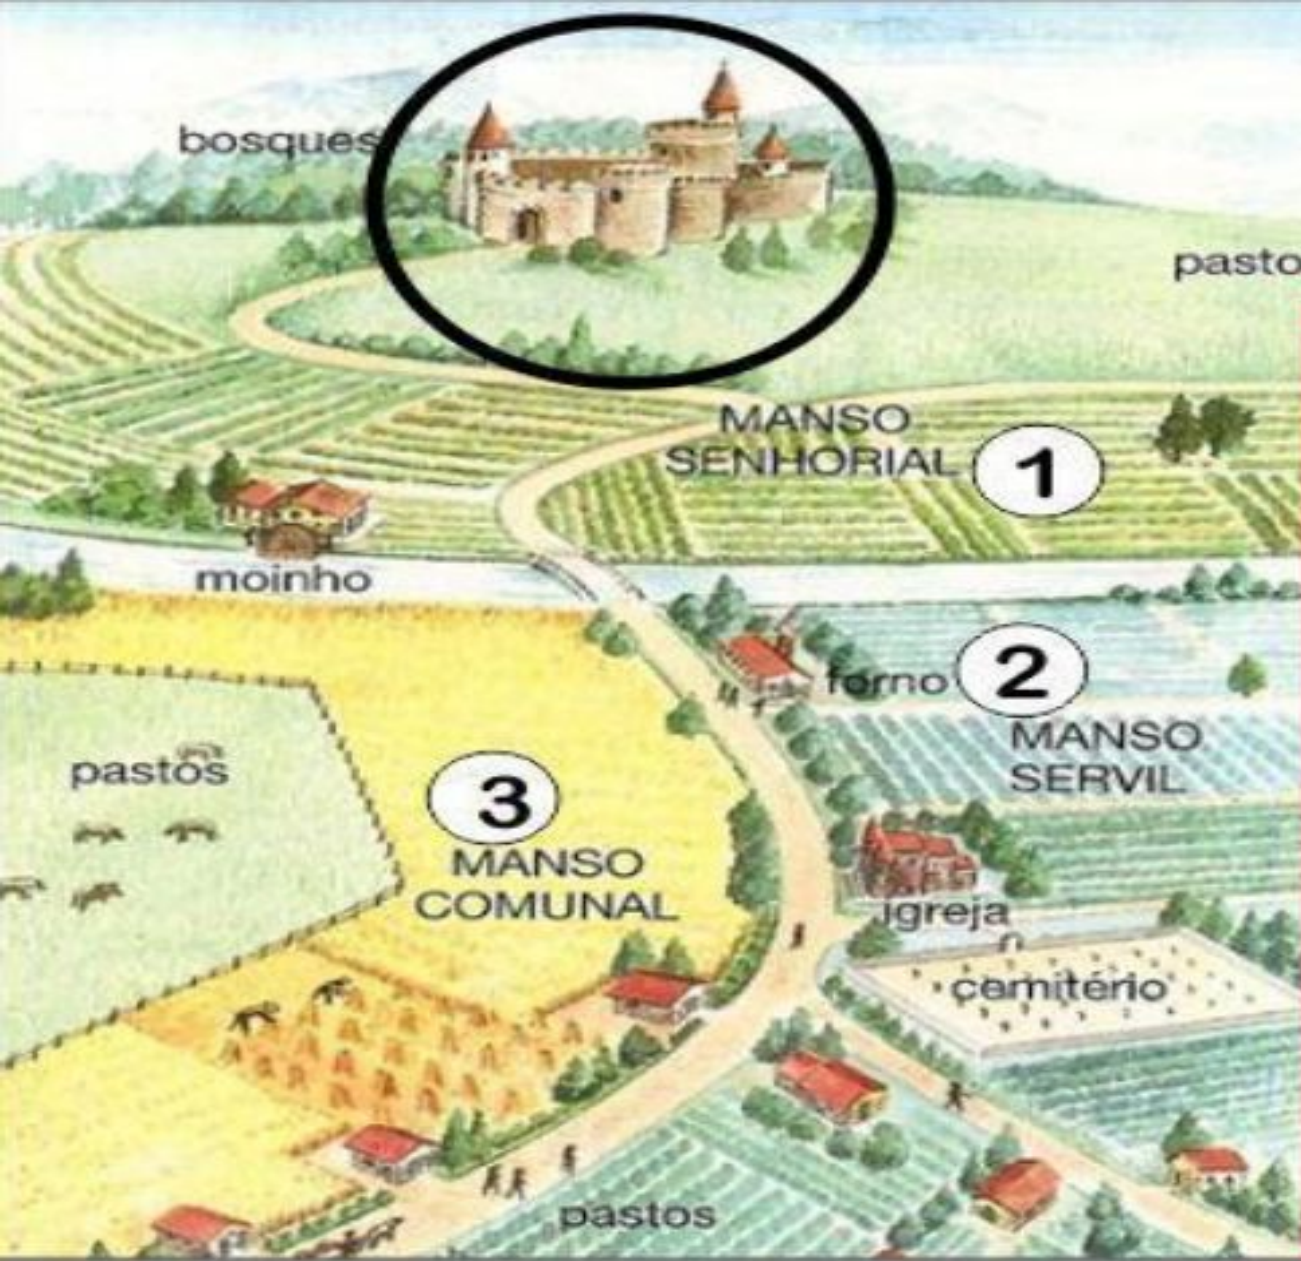 bosques
pasto
MANSO
SENHORIAL
1
moinho
forno
2
MANSO
SERVIL
pastos
3
MANSO
COMUNAL
igreja
cemitério
pastos